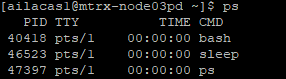 [ailacas1@mtrx-node03pd ~]$ ps
PID TTY TIME CMD
40418 pts/1 00:00:00 bash
46523 pts/1 00:00:00 sleep
47397 pts/1 00:00:00 ps